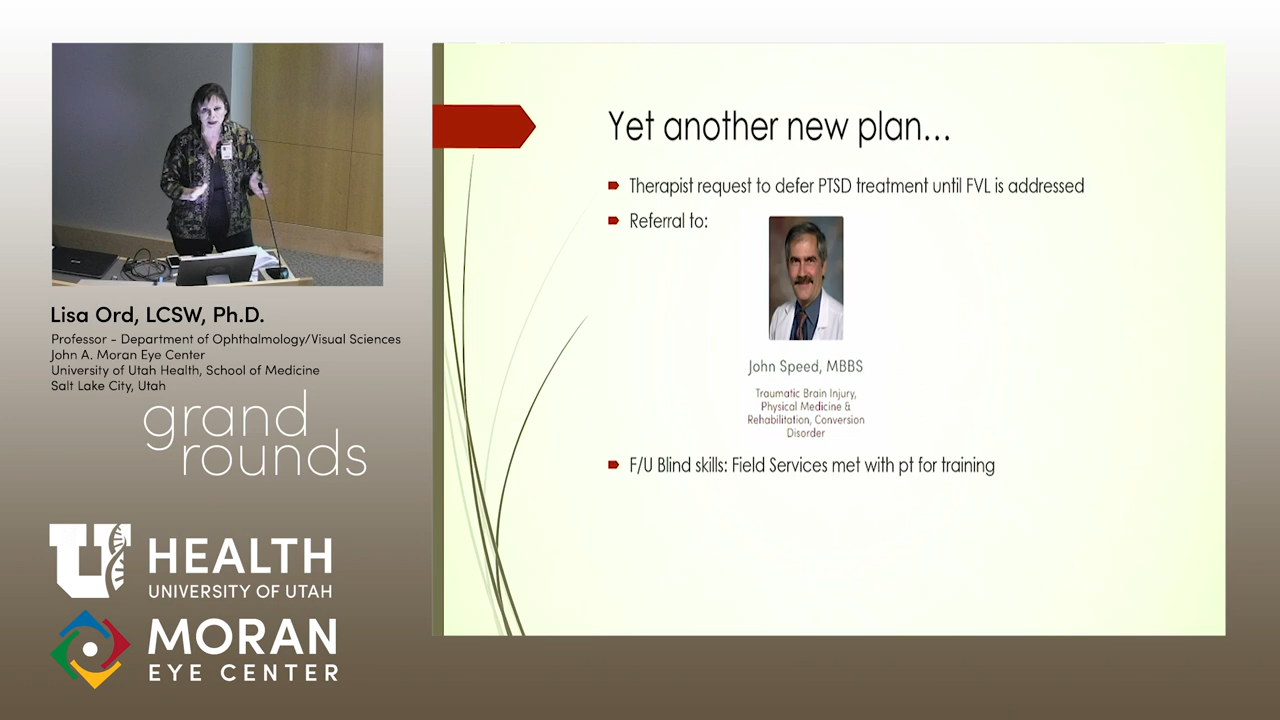 Lisa Ord, LCSW, Ph.D.
Professor - Department of Ophthalmology/Visual Sciences
John A. Moran Eye Center
University of Utah Health, School of Medicine
Salt Lake City, Utah
grand
rounds
U HEALTH
UNIVERSITY OF UTAH
MORAN
EYE CENTER
Yet another new plan...
Therapist request to defer PTSD treatment until FVL is addressed
Referral to:
John Speed, MBBS
Traumatic Brain Injury,
Physical Medicine &
Rehabilitation, Conversion
Disorder
F/U Blind skills: Field Services met with pt for training